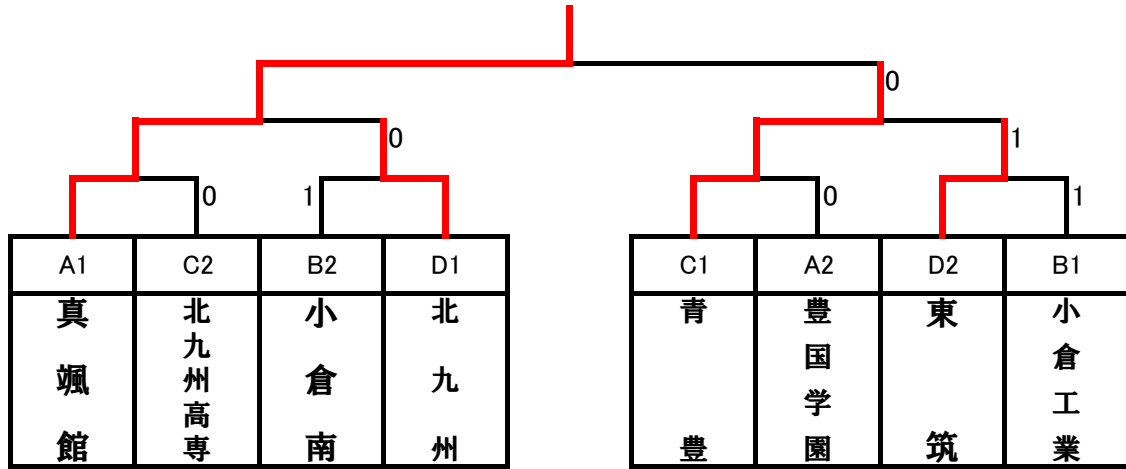 0
0
1
0
1
0
1
A1 C2 B2 D1 C1 A2 D2 B1
真颯館
北九州高専
小倉南
北九州
青豊
豊国学園
東筑
小倉工業